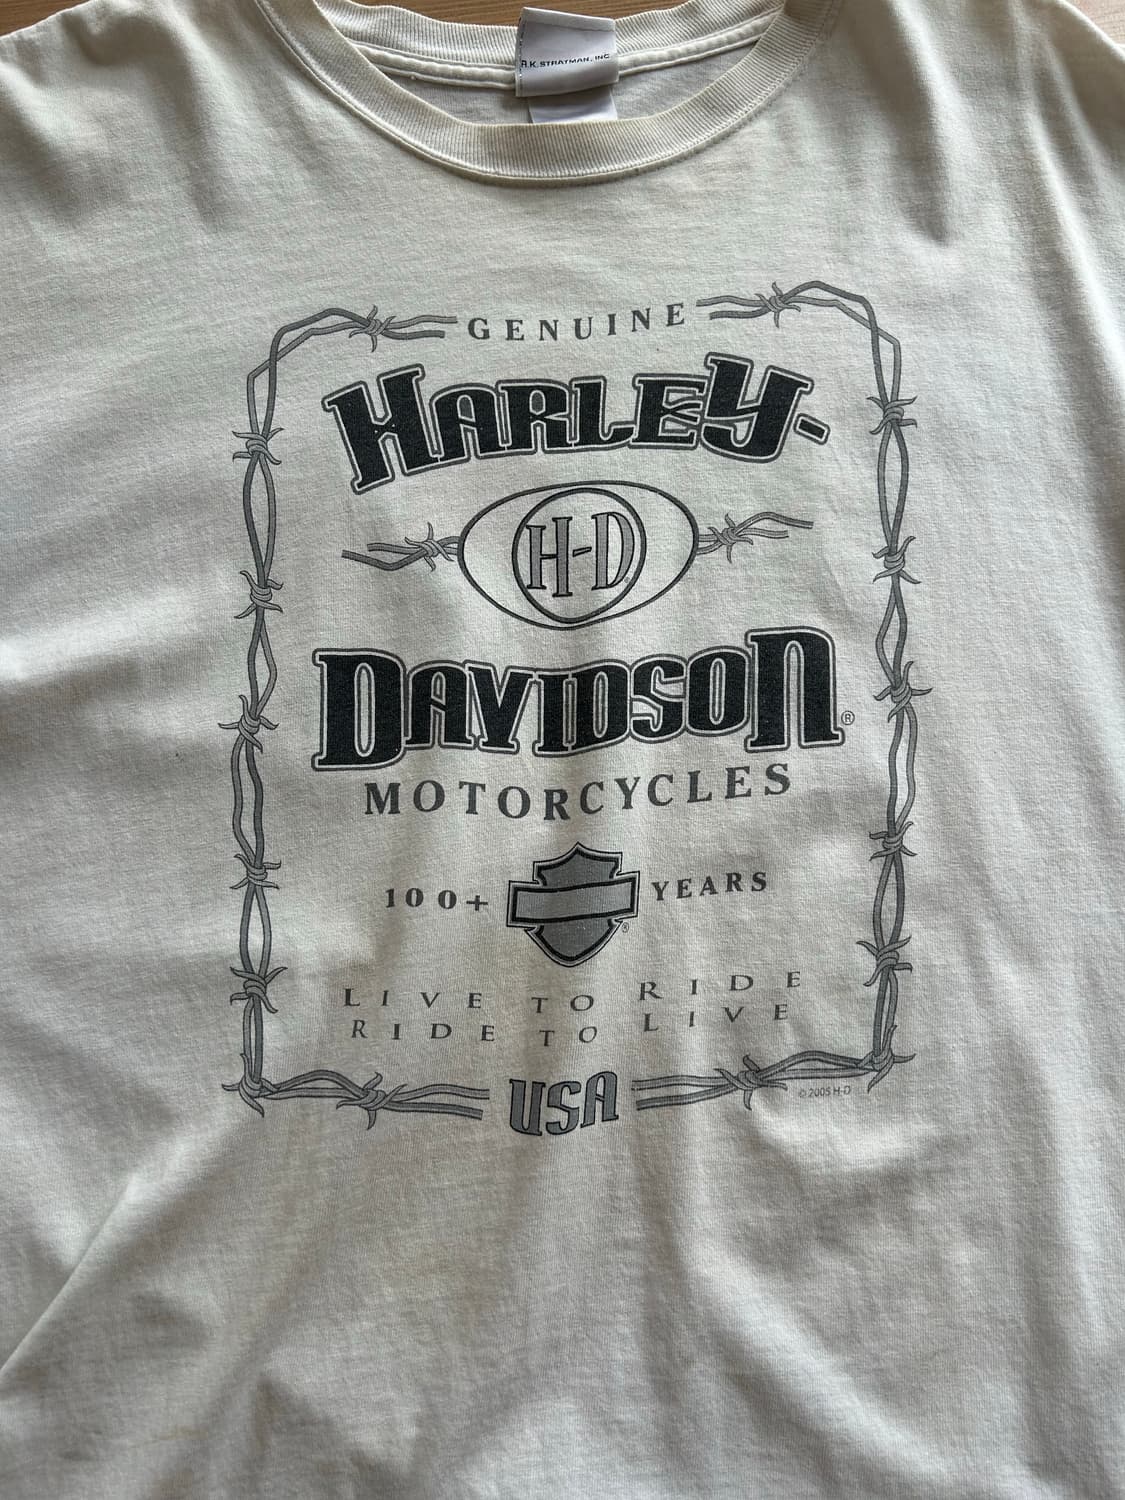 R.K. STRATMAN, INC.
GENUINE
HARLEY-
H-D
DAVIDSON®
MOTORCYCLES
100+ YEARS
®
LIVE TO RIDE
RIDE TO LIVE
USA
© 2005 H-D